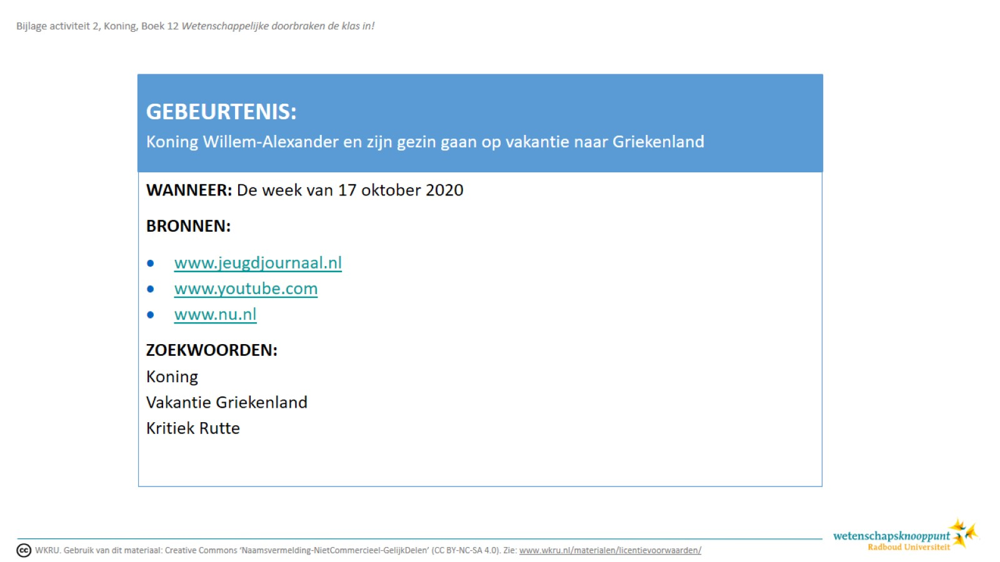 Bijlage activiteit 2, Koning, Boek 12 Wetenschappelijke doorbraken de klas in!
GEBEURTENIS:
Koning Willem-Alexander en zijn gezin gaan op vakantie naar Griekenland
WANNEER: De week van 17 oktober 2020
BRONNEN:
• www.jeugdjournaal.nl
• www.youtube.com
• www.nu.nl
ZOEKWOORDEN:
Koning
Vakantie Griekenland
Kritiek Rutte
wetenschapsknooppunt
Radboud Universiteit
cc WKRU. Gebruik van dit materiaal: Creative Commons ‘Naamsvermelding-NietCommercieel-GelijkDelen’ (CC BY-NC-SA 4.0). Zie: www.wkru.nl/materialen/licentievoorwaarden/